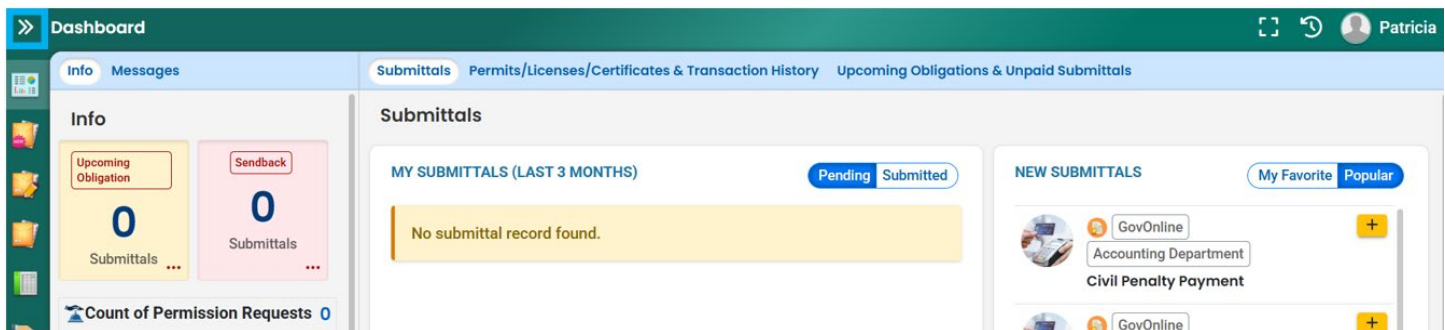 Dashboard
Patricia
Info Messages
Submittals Permits/Licenses/Certificates & Transaction History Upcoming Obligations & Unpaid Submittals
Info
Upcoming
Obligation
0
Submittals
Sendback
0
Submittals
Count of Permission Requests 0
Submittals
MY SUBMITTALS (LAST 3 MONTHS)
Pending Submitted
No submittal record found.
NEW SUBMITTALS
My Favorite Popular
GovOnline
Accounting Department
Civil Penalty Payment
GovOnline